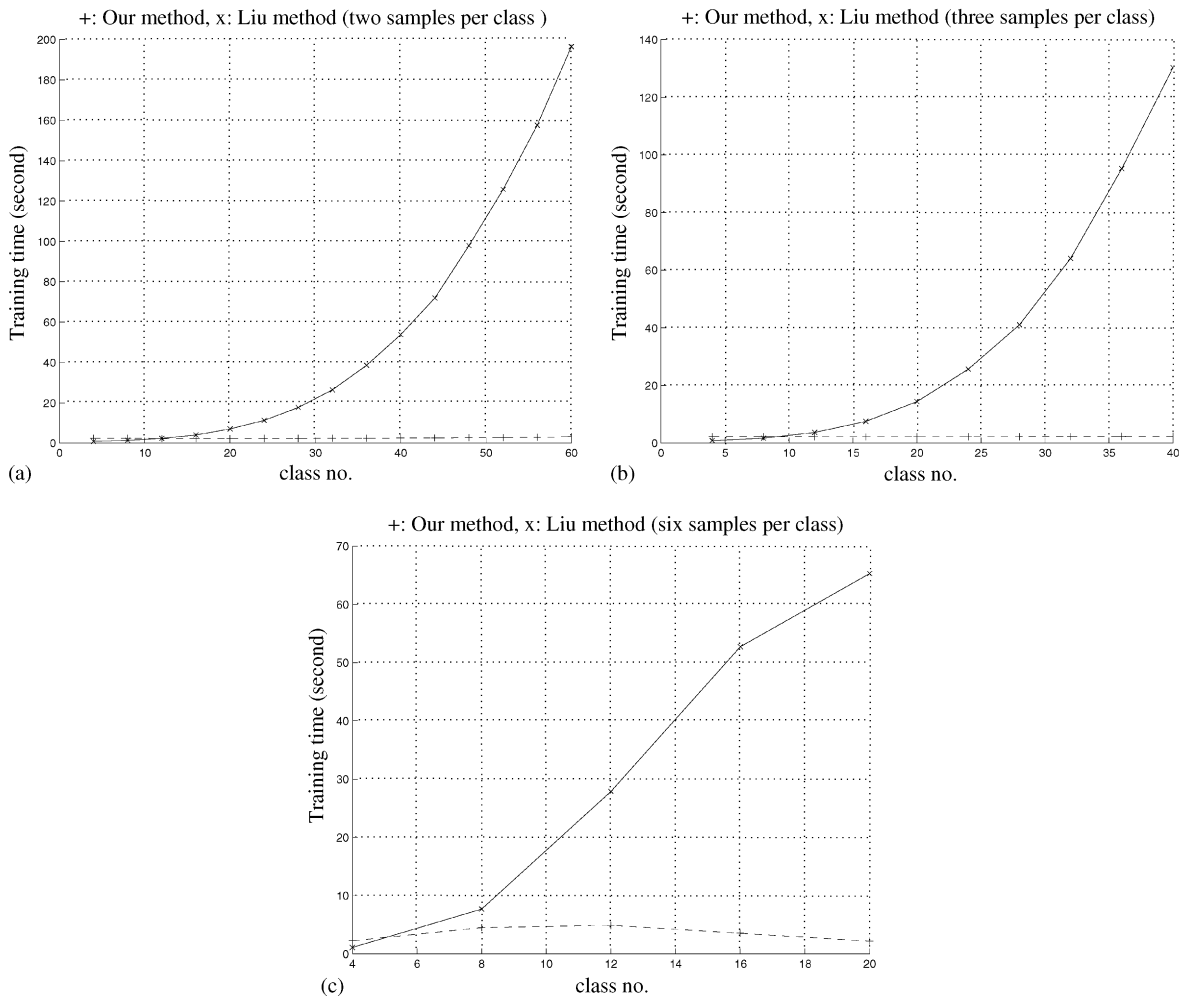 +: Our method, x: Liu method (two samples per class )
200
180
160
140
120
100
80
60
40
20
0
Training time (second)
0 10 20 30 40 50 60
class no.
(a)
+: Our method, x: Liu method (three samples per class)
140
120
100
80
60
40
20
0
Training time (second)
0 5 10 15 20 25 30 35 40
class no.
(b)
+: Our method, x: Liu method (six samples per class)
70
60
50
40
30
20
10
0
Training time (second)
4 6 8 10 12 14 16 18 20
class no.
(c)